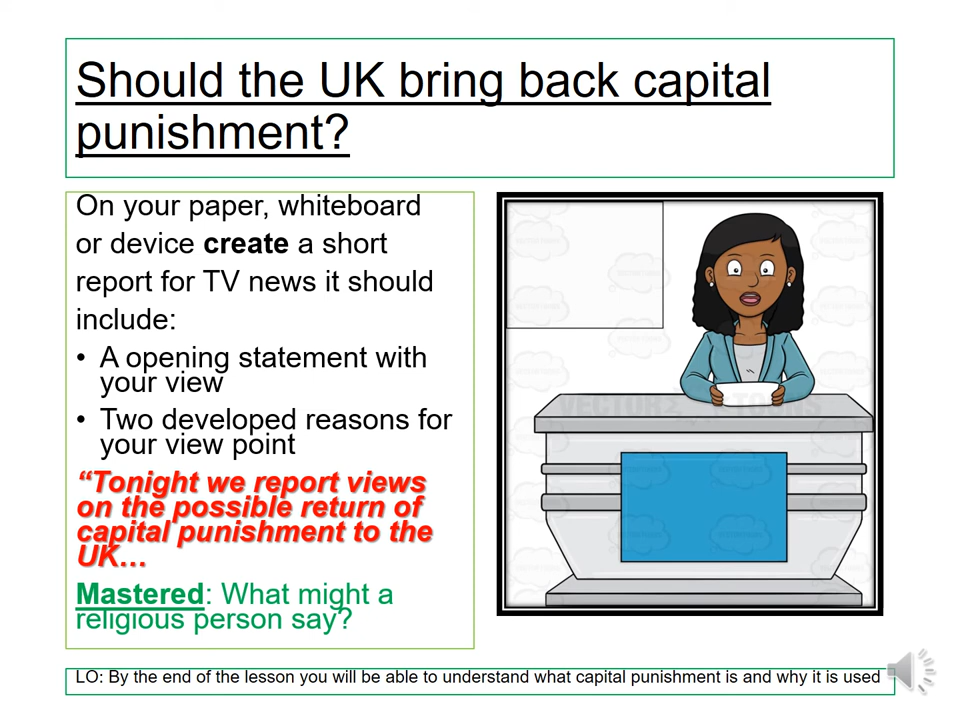 Should the UK bring back capital
punishment?
On your paper, whiteboard
or device create a short
report for TV news it should
include:
• A opening statement with
your view
• Two developed reasons for
your view point
“Tonight we report views
on the possible return of
capital punishment to the
UK…
Mastered: What might a
religious person say?
LO: By the end of the lesson you will be able to understand what capital punishment is and why it is used